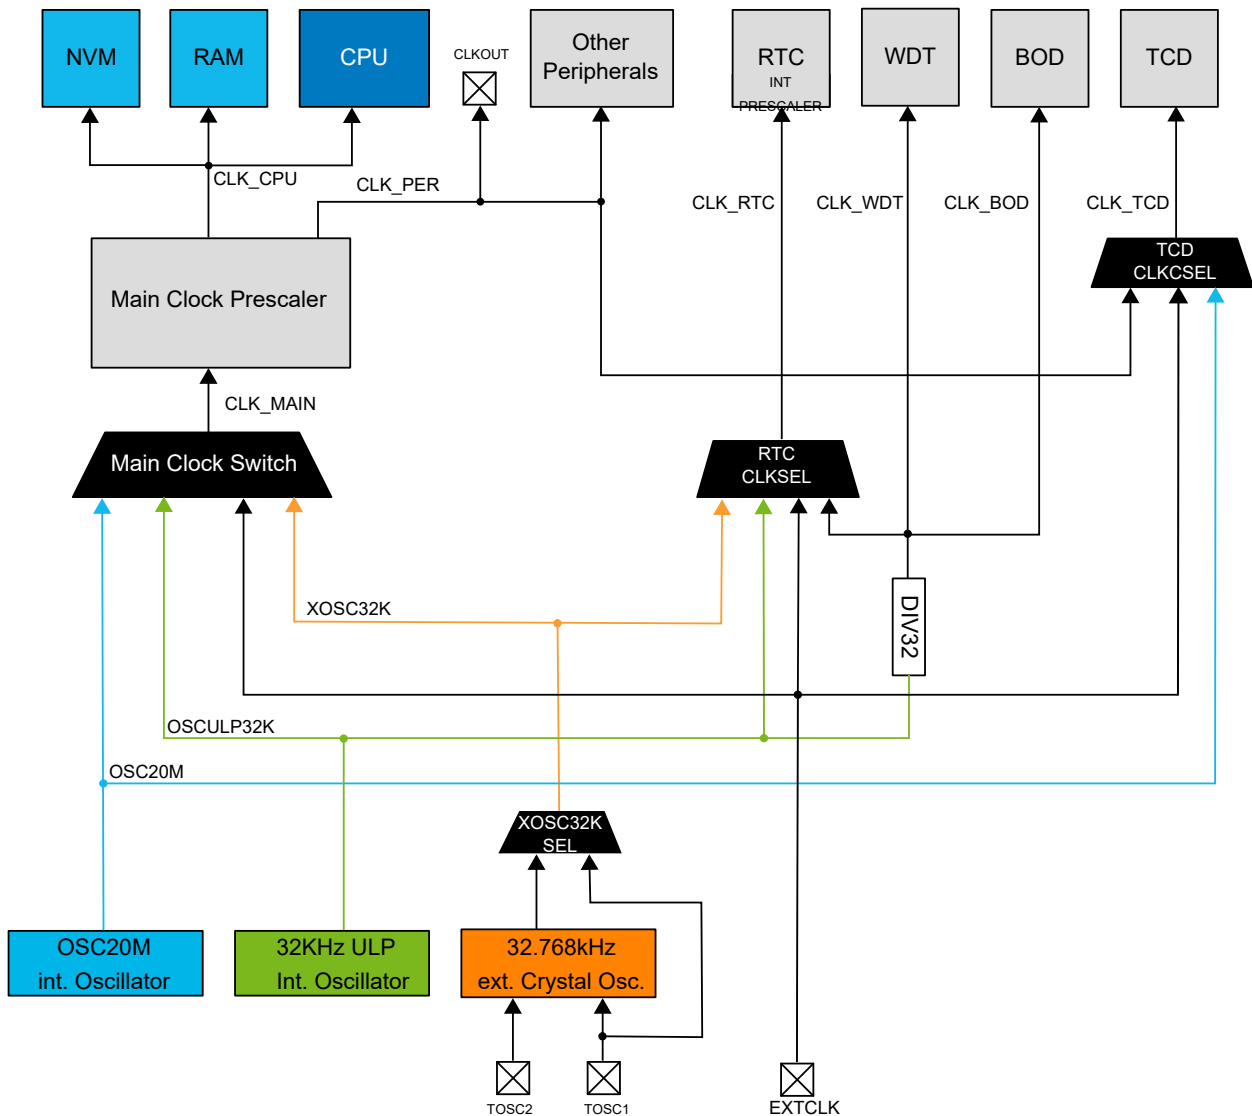 NVM
RAM
CPU
CLKOUT
Other
Peripherals
RTC
INT
PRESCALER
WDT
BOD
TCD
CLK_CPU
CLK_PER
CLK_RTC
CLK_WDT
CLK_BOD
CLK_TCD
TCD
CLKCSEL
Main Clock Prescaler
CLK_MAIN
Main Clock Switch
RTC
CLKSEL
XOSC32K
DIV32
OSCULP32K
OSC20M
XOSC32K
SEL
OSC20M
int. Oscillator
32KHz ULP
Int. Oscillator
32.768kHz
ext. Crystal Osc.
TOSC2
TOSC1
EXTCLK